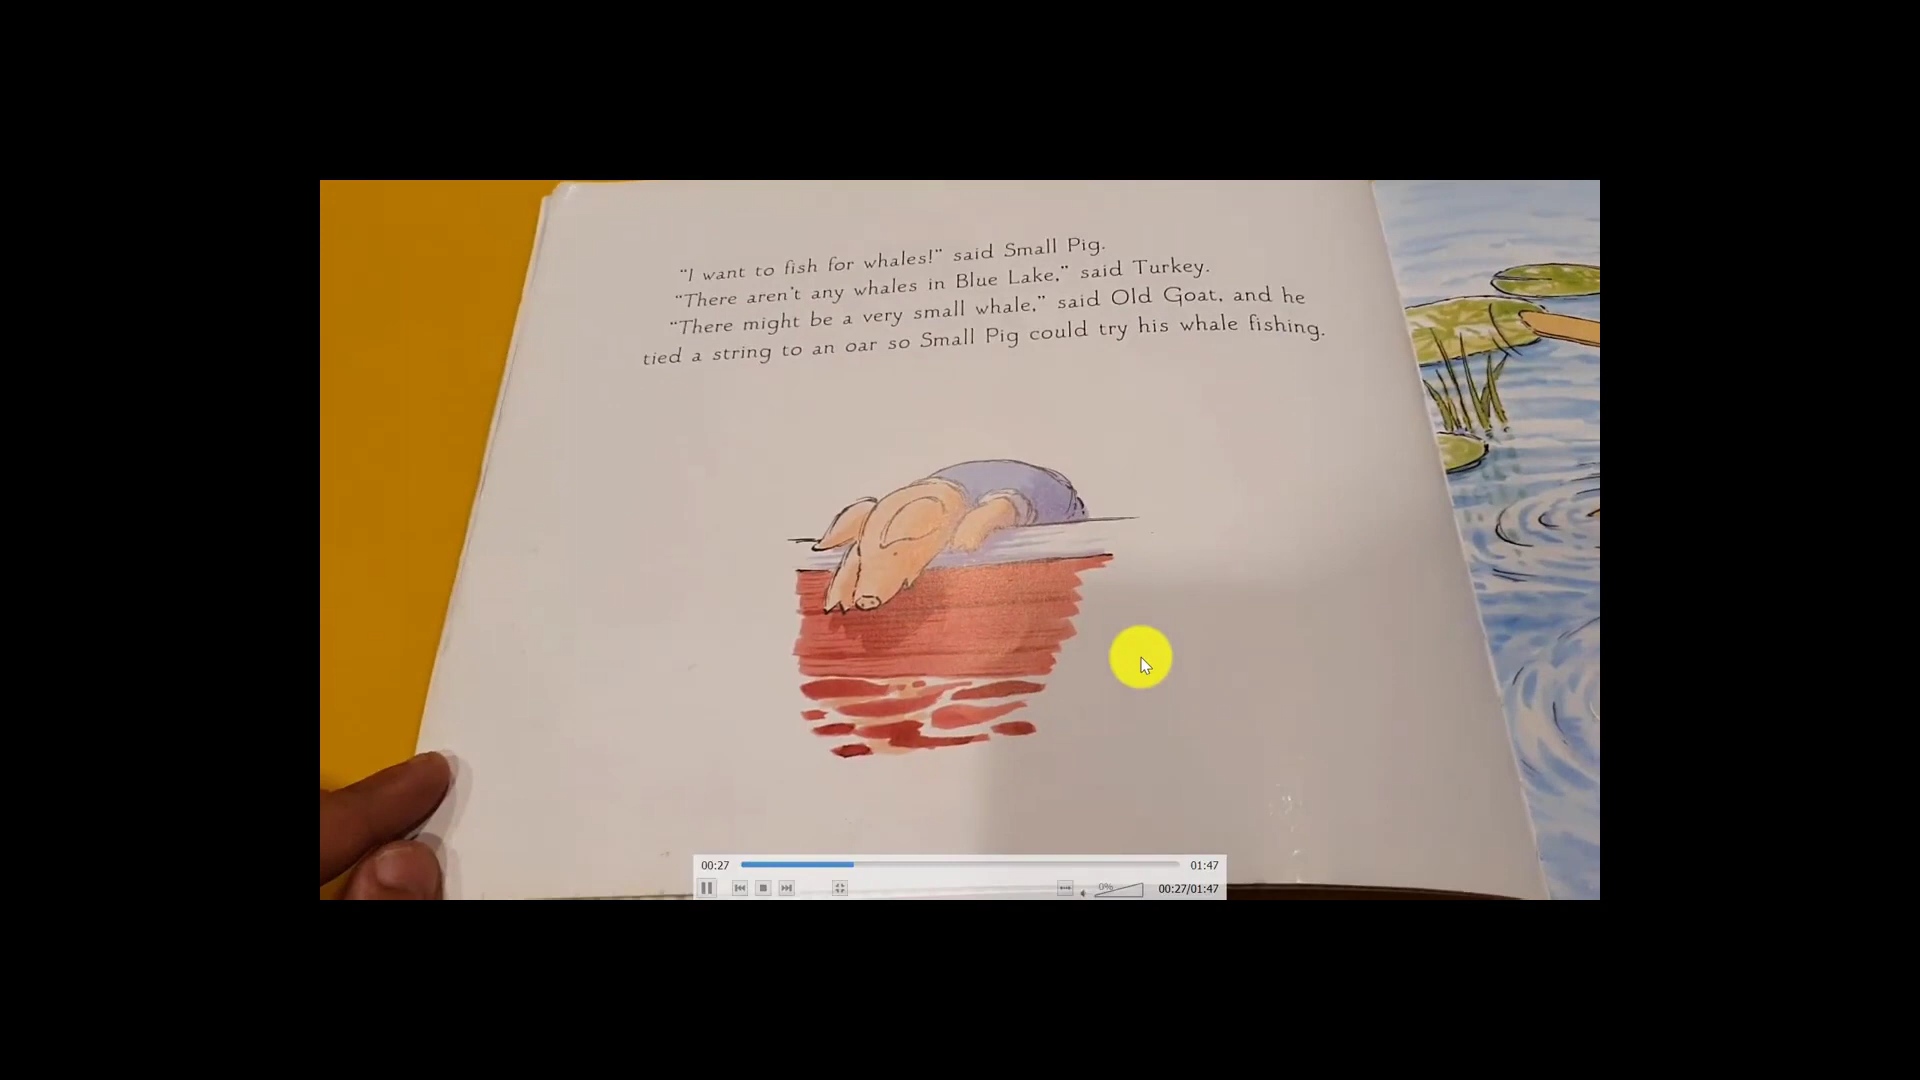 "I want to fish for whales!" said Small Pig.
"There aren't any whales in Blue Lake," said Turkey.
"There might be a very small whale," said Old Goat, and he
tied a string to an oar so Small Pig could try his whale fishing.
00:27
01:47
0%
00:27/01:47